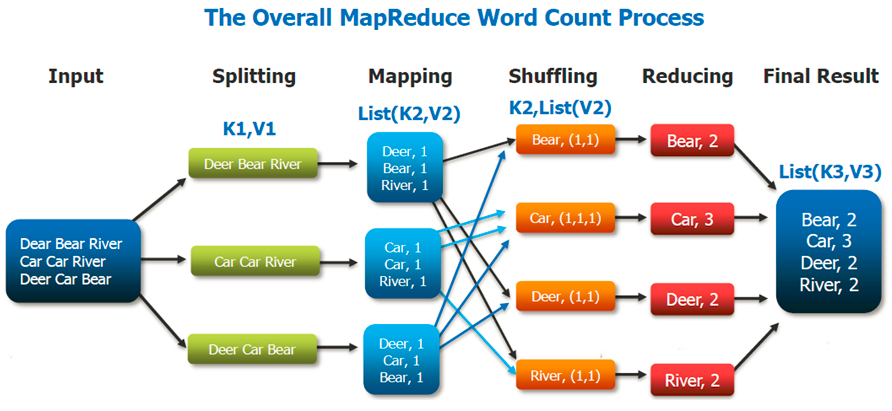 The Overall MapReduce Word Count Process
Input
Splitting
Mapping
Shuffling
Reducing
Final Result
K1,V1
List(K2,V2)
K2,List(V2)
List(K3,V3)
Dear Bear River
Car Car River
Deer Car Bear
Deer Bear River
Car Car River
Deer Car Bear
Deer, 1
Bear, 1
River, 1
Car, 1
Car, 1
River, 1
Deer, 1
Car, 1
Bear, 1
Bear, (1,1)
Car, (1,1,1)
Deer, (1,1)
River, (1,1)
Bear, 2
Car, 3
Deer, 2
River, 2
Bear, 2
Car, 3
Deer, 2
River, 2